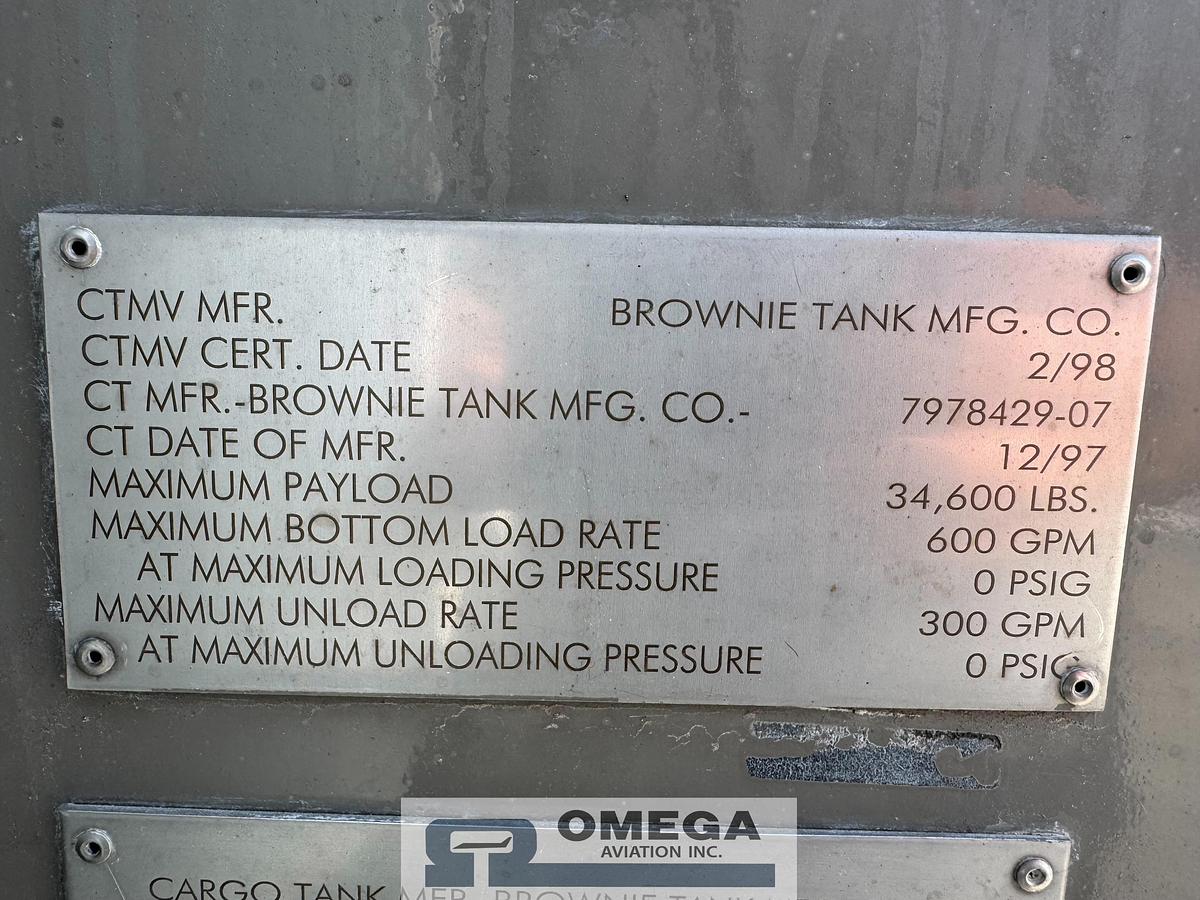 CTMV MFR. BROWNIE TANK MFG. CO.
CTMV CERT. DATE 2/98
CT MFR.-BROWNIE TANK MFG. CO.- 7978429-07
CT DATE OF MFR. 12/97
MAXIMUM PAYLOAD 34,600 LBS.
MAXIMUM BOTTOM LOAD RATE 600 GPM
AT MAXIMUM LOADING PRESSURE 0 PSIG
MAXIMUM UNLOAD RATE 300 GPM
AT MAXIMUM UNLOADING PRESSURE 0 PSIG
OMEGA
AVIATION INC.
CARGO TANK MFR. BROWNIE TANK